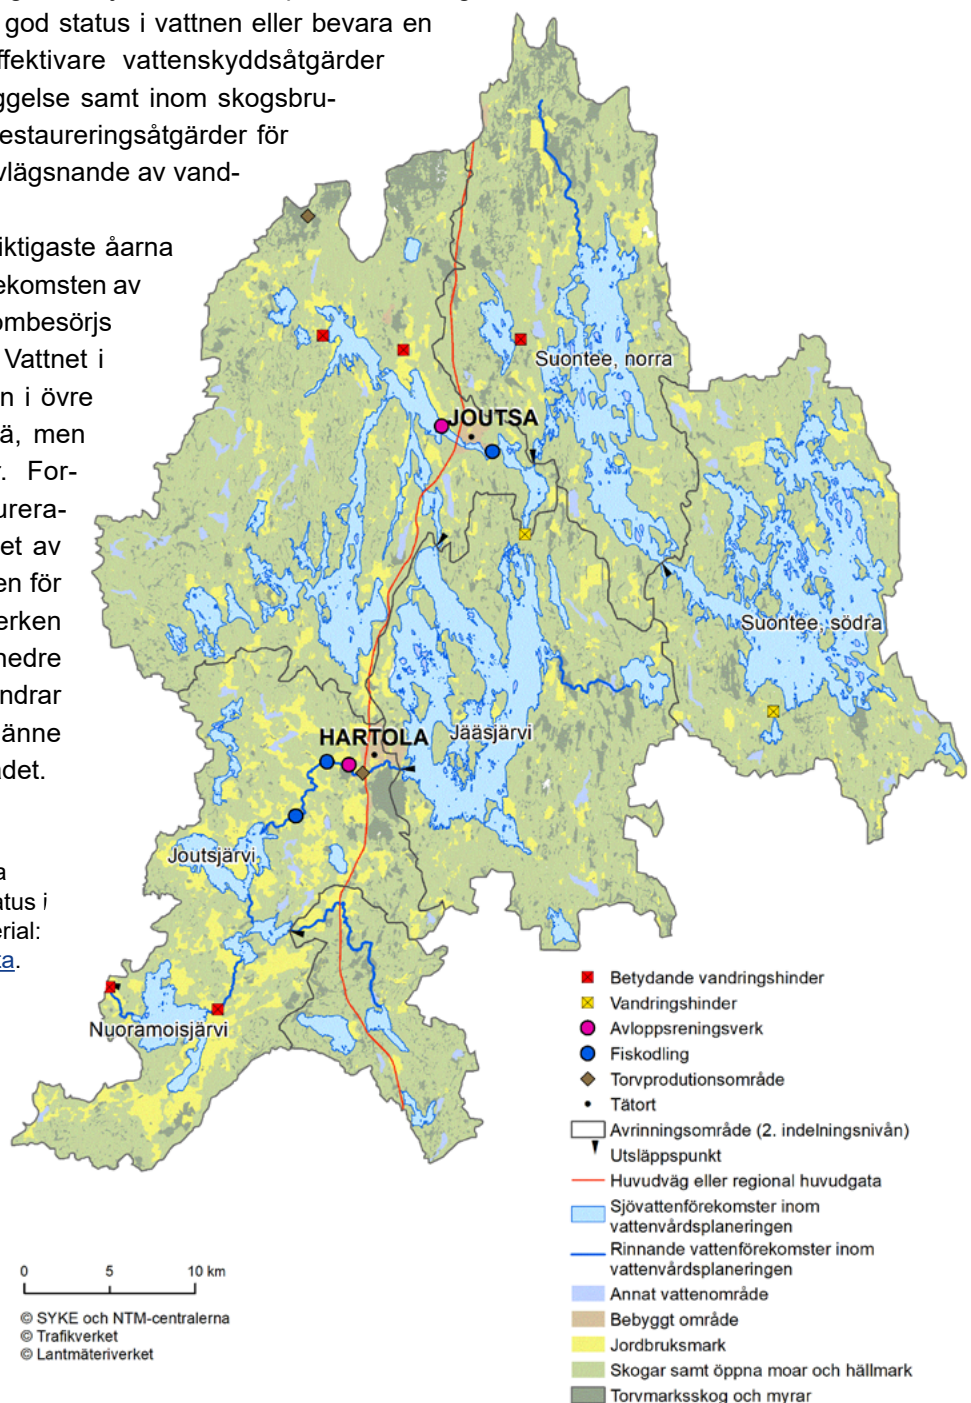 god status i vattnen eller bevara en
ffektivare vattenskyddsåtgärder
ggelse samt inom skogsbru-
estaureringsåtgärder för
vlägsnande av vand-
iktigaste åarna
ekomsten av
ombesörjs
Vattnet i
n i övre
ä, men
r. For-
urera-
et av
en för
erken
nedre
ndrar
änne
det.
a
atus i
erial:
ta.
Suontee, norra
JOUTSA
Suontee, södra
HARTOLA
Jääsjärvi
Joutsjärvi
Nuoramoisjärvi
Betydande vandringshinder
Vandringshinder
Avloppsreningsverk
Fiskodling
Torvprodutionsområde
Tätort
Avrinningsområde (2. indelningsnivån)
Utsläppspunkt
Huvudväg eller regional huvudgata
Sjövattenförekomster inom
vattenvårdsplaneringen
Rinnande vattenförekomster inom
vattenvårdsplaneringen
Annat vattenområde
Bebyggt område
Jordbruksmark
Skogar samt öppna moar och hällmark
Torvmarksskog och myrar
0 5 10 km
© SYKE och NTM-centralerna
© Trafikverket
© Lantmäteriverket